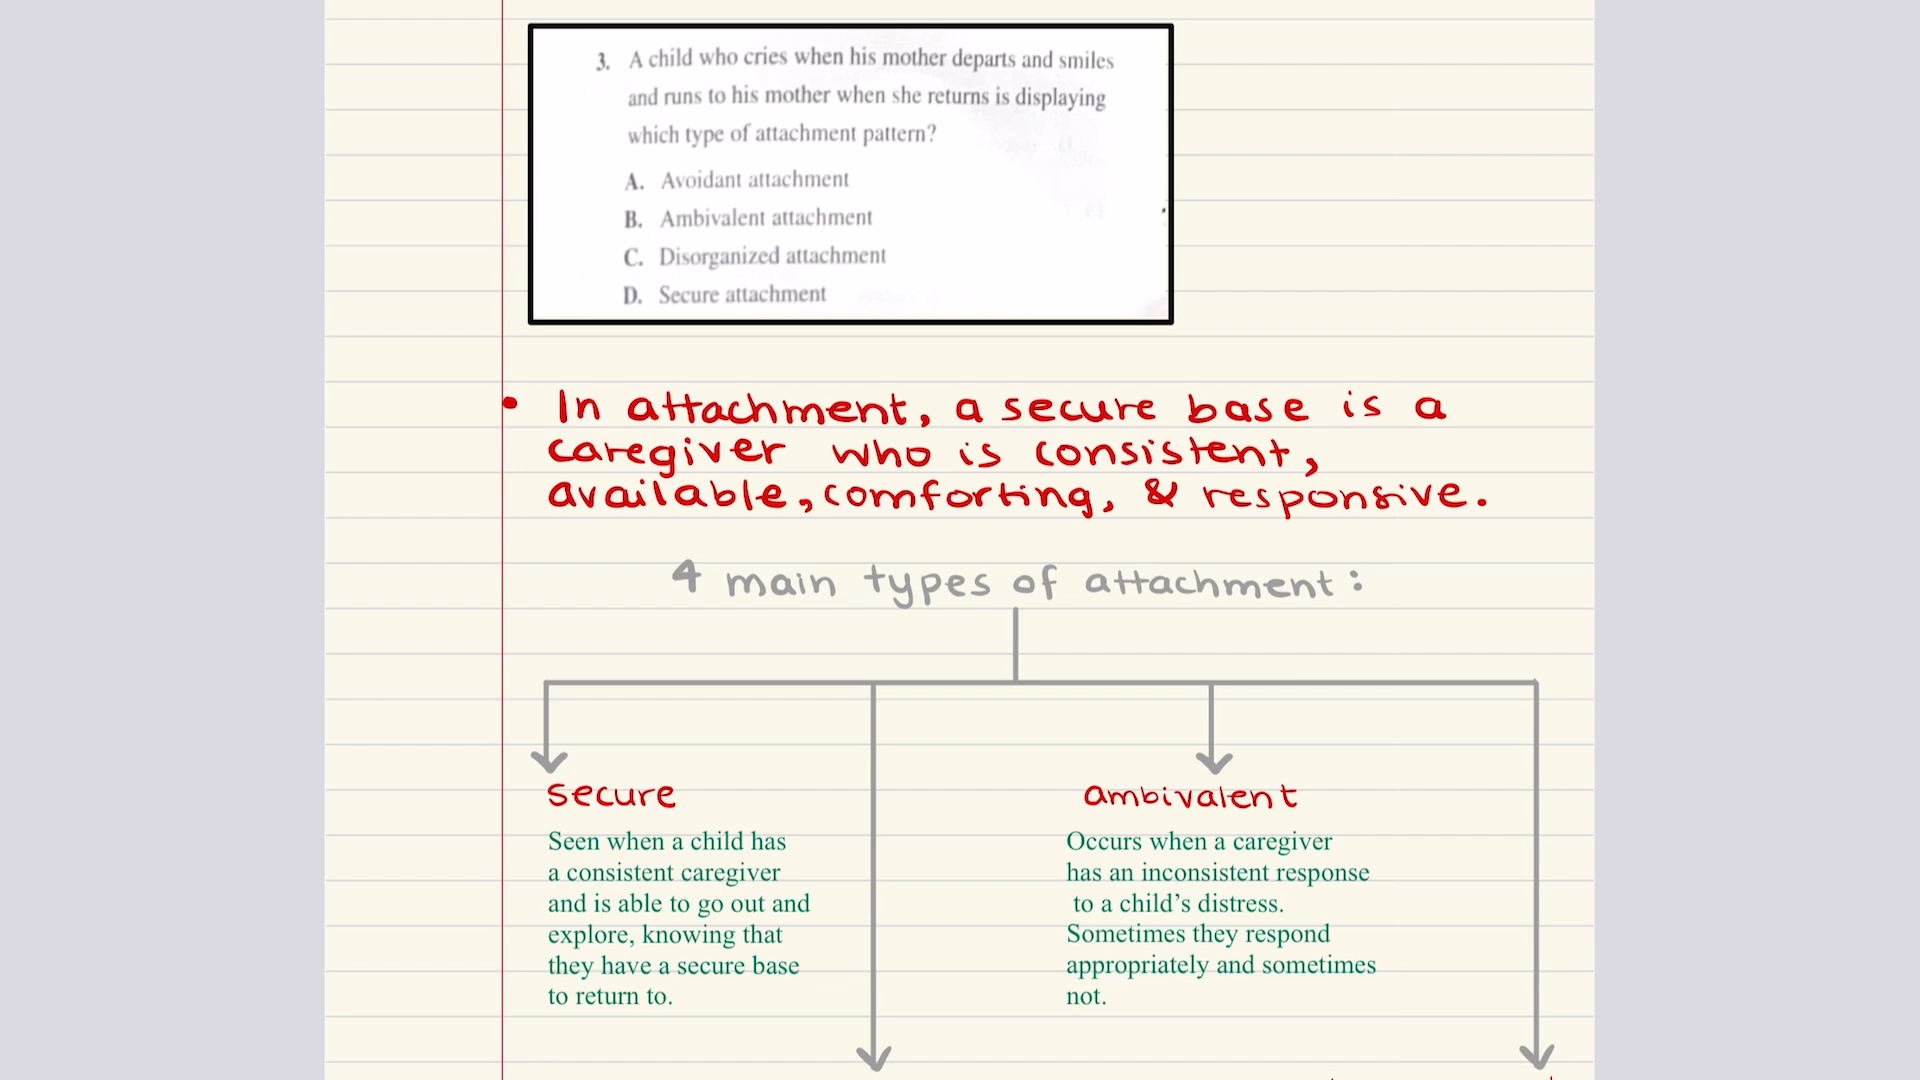 3. A child who cries when his mother departs and smiles
and runs to his mother when she returns is displaying
which type of attachment pattern?
A. Avoidant attachment
B. Ambivalent attachment
C. Disorganized attachment
D. Secure attachment
• In attachment, a secure base is a
caregiver who is consistent,
available, comforting, & responsive.
4 main types of attachment:
secure
Seen when a child has
a consistent caregiver
and is able to go out and
explore, knowing that
they have a secure base
to return to.
ambivalent
Occurs when a caregiver
has an inconsistent response
to a child’s distress.
Sometimes they respond
appropriately and sometimes
not.